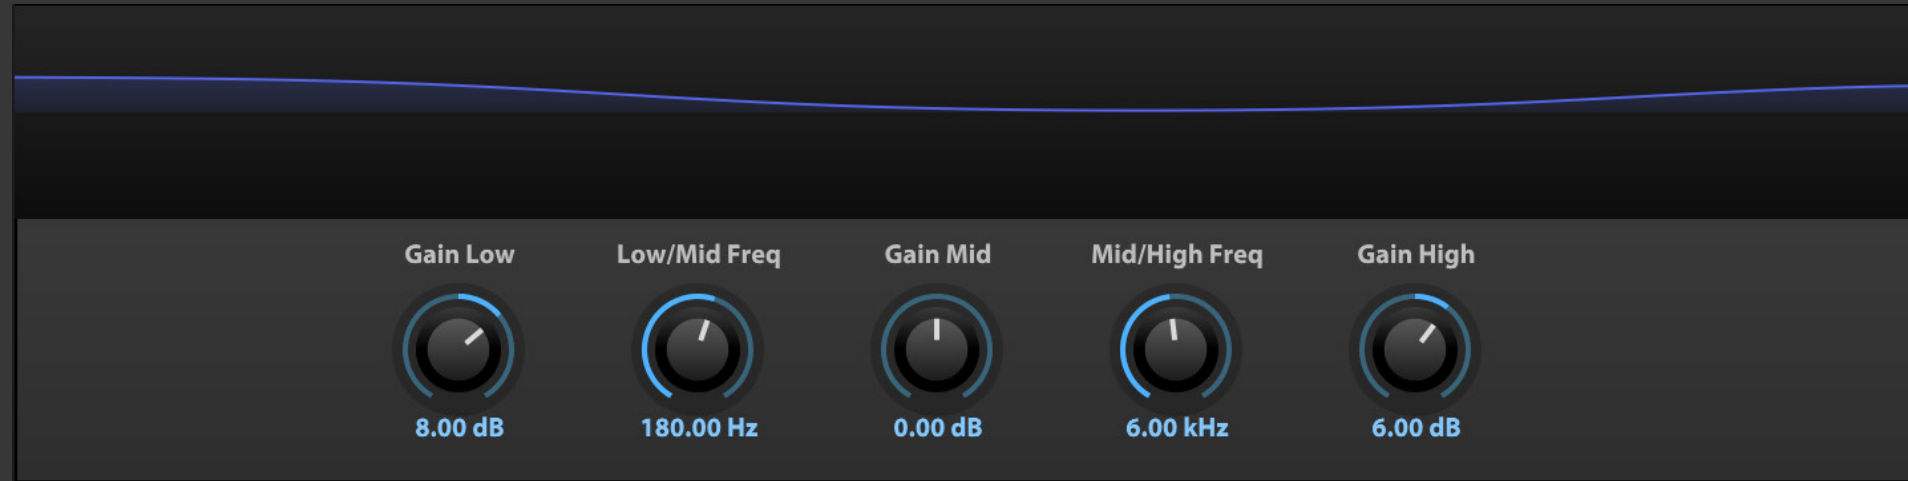 Gain Low Low/Mid Freq Gain Mid Mid/High Freq Gain High
8.00 dB 180.00 Hz 0.00 dB 6.00 kHz 6.00 dB